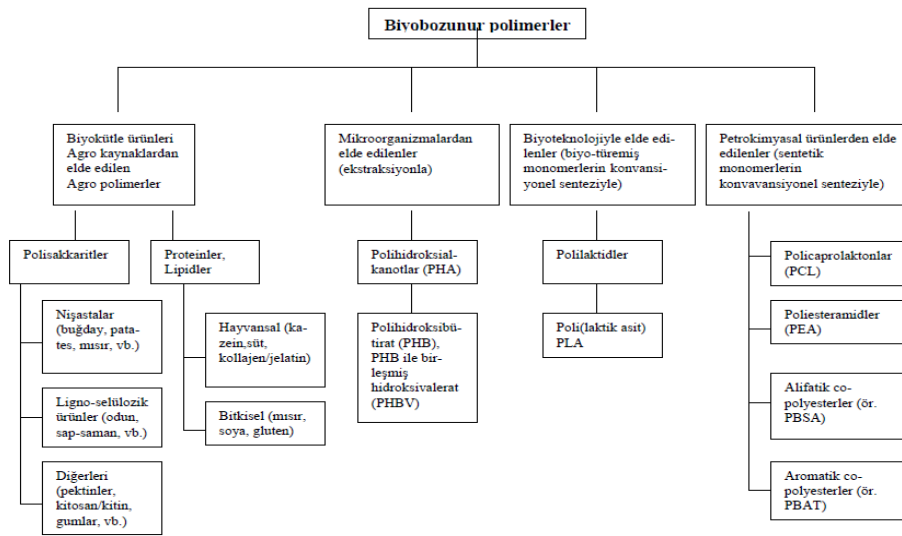 Biyobozunur polimerler
Biyokütle ürünleri
Agro kaynaklardan
elde edilen
Agro polimerler
Mikroorganizmalardan
elde edilenler
(ekstraksiyonla)
Biyoteknolojiyle elde edi-
lenler (biyo-türemiş
monomerlerin konvansi-
yonel senteziyle)
Petrokimyasal ürünlerden elde
edilenler (sentetik
monomerlerin
konvavansiyonel senteziyle)
Polisakkaritler
Nişastalar
(buğday, pata-
tes, mısır, vb.)
Ligno-selülozik
ürünler (odun,
sap-saman, vb.)
Diğerleri
(pektinler,
kitosan/kitin,
gumlar, vb.)
Proteinler,
Lipidler
Hayvansal (ka-
zein,süt,
kollajen/jelatin)
Bitkisel (mısır,
soya, gluten)
Polihidroksial-
kanotlar (PHA)
Polihidroksibü-
tirat (PHB),
PHB ile bir-
leşmiş
hidroksivalerat
(PHBV)
Polilaktidler
Poli(laktik asit)
PLA
Policaprolaktonlar
(PCL)
Poliesteramidler
(PEA)
Alifatik co-
polyesterler (ör.
PBSA)
Aromatik co-
polyesterler (ör.
PBAT)